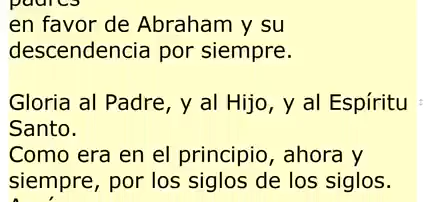 padres
en favor de Abraham y su
descendencia por siempre.
Gloria al Padre, y al Hijo, y al Espíritu
Santo.
Como era en el principio, ahora y
siempre, por los siglos de los siglos.